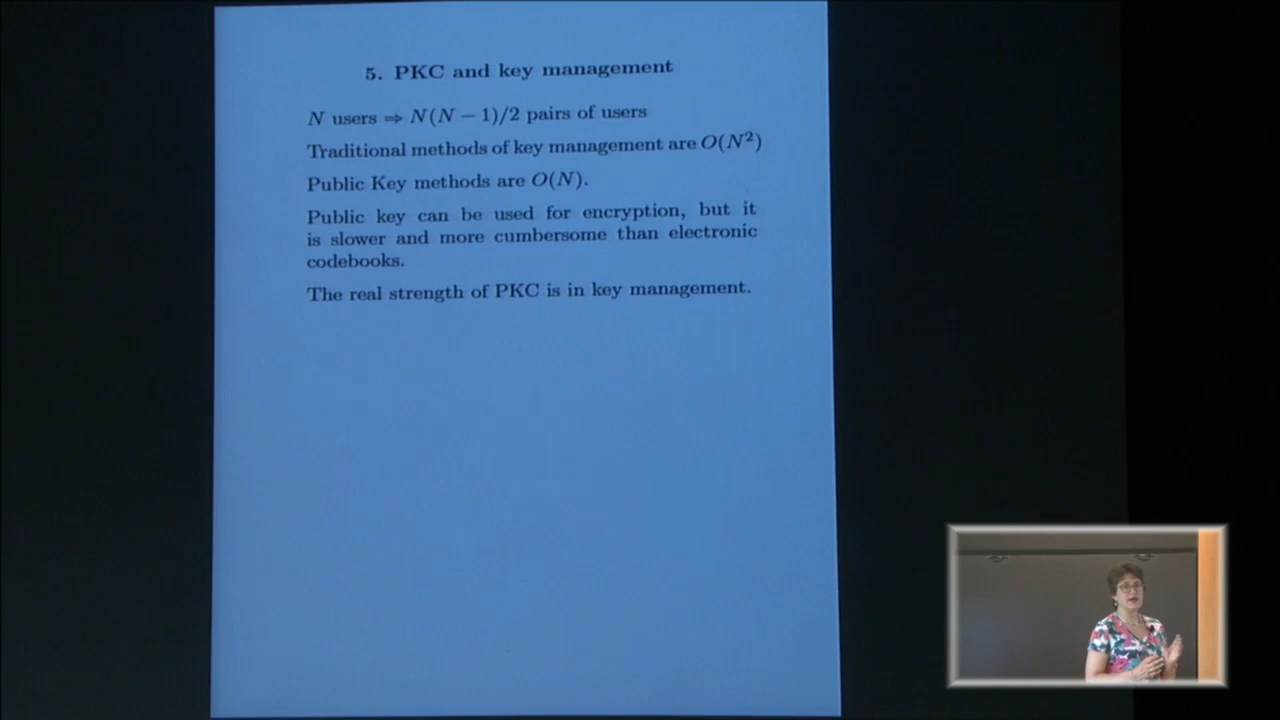 5. PKC and key management
N users ⇒ N(N − 1)/2 pairs of users
Traditional methods of key management are O(N²)
Public Key methods are O(N).
Public key can be used for encryption, but it
is slower and more cumbersome than electronic
codebooks.
The real strength of PKC is in key management.